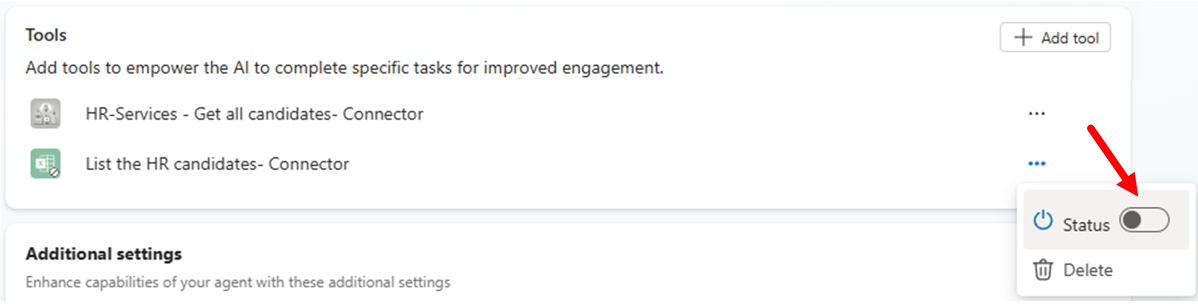 Tools
Add tool
Add tools to empower the AI to complete specific tasks for improved engagement.
HR-Services - Get all candidates- Connector
List the HR candidates- Connector
Status
Additional settings
Delete
Enhance capabilities of your agent with these additional settings